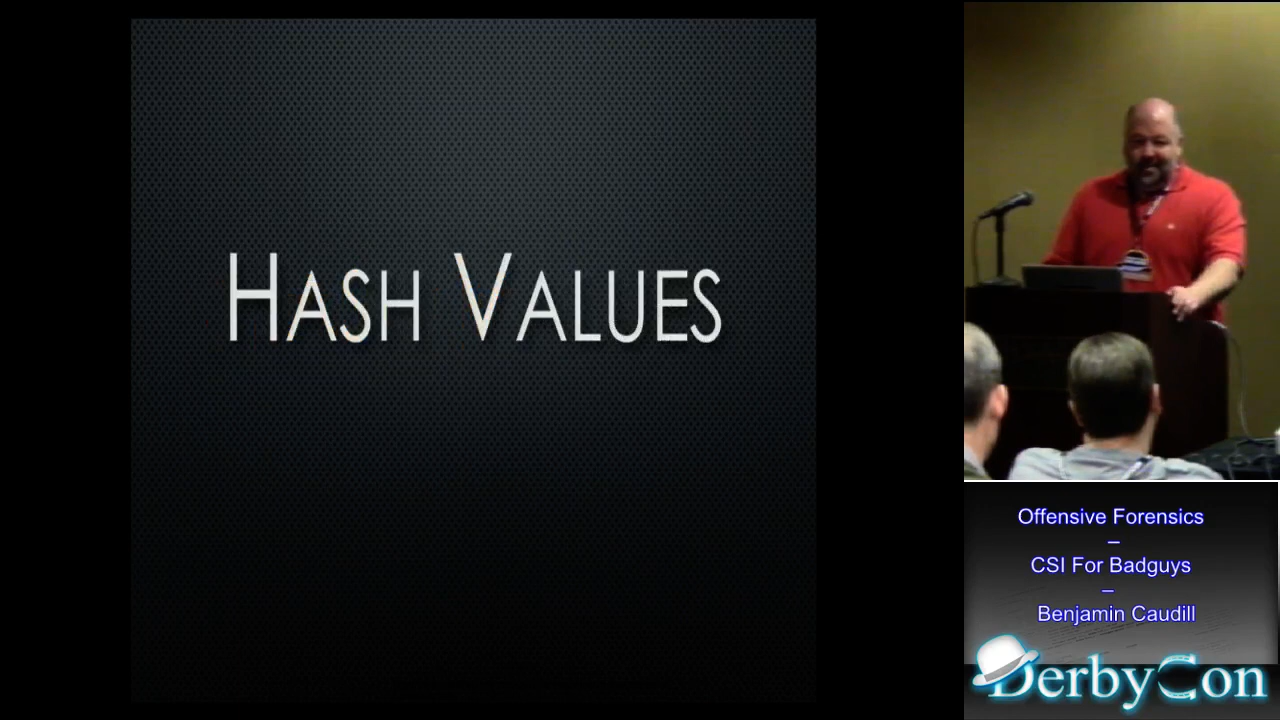 Hash Values
Offensive Forensics
–
CSI For Badguys
–
Benjamin Caudill
DerbyCon